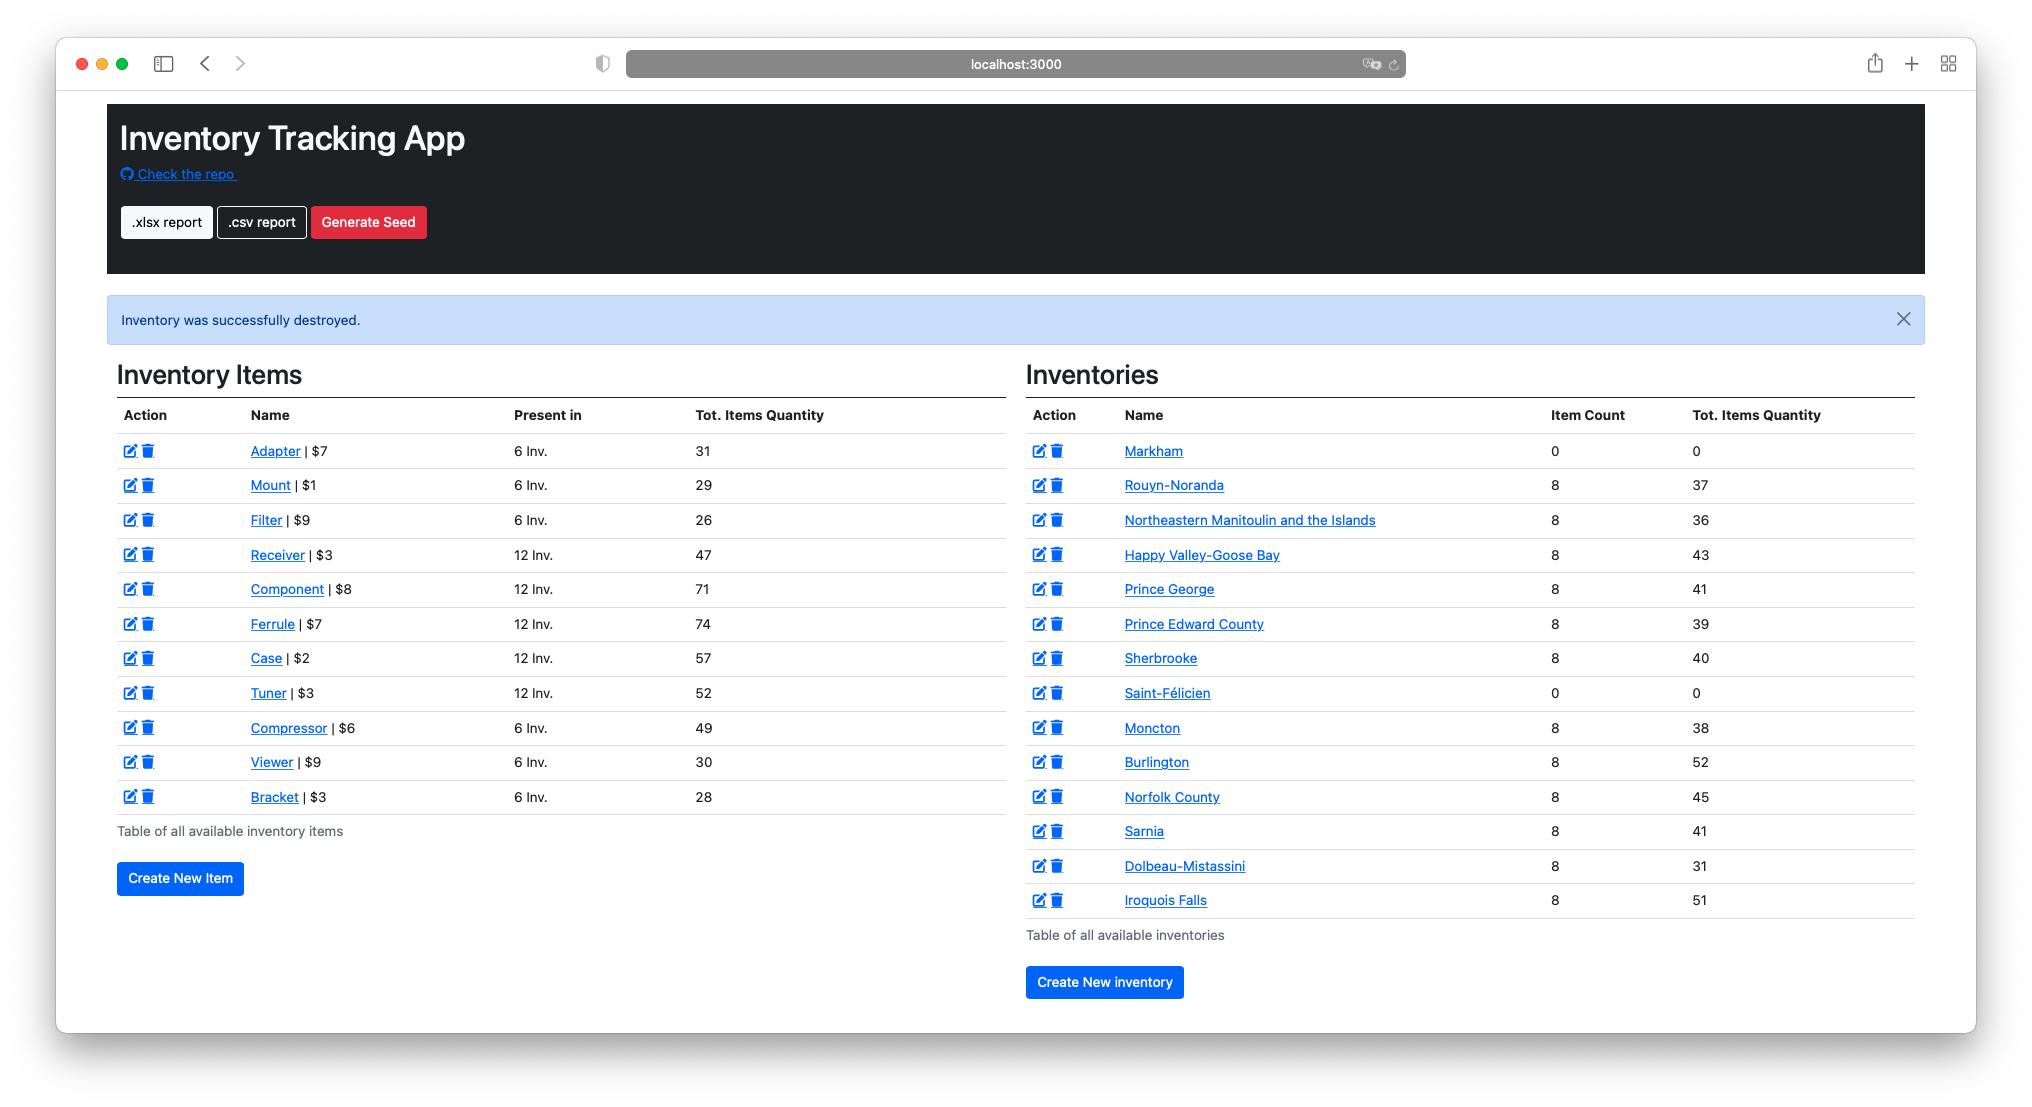 localhost:3000
Inventory Tracking App
Check the repo
.xlsx report .csv report Generate Seed
Inventory was successfully destroyed.
Inventory Items
Action Name Present in Tot. Items Quantity
Adapter | $7 6 Inv. 31
Mount | $1 6 Inv. 29
Filter | $9 6 Inv. 26
Receiver | $3 12 Inv. 47
Component | $8 12 Inv. 71
Ferrule | $7 12 Inv. 74
Case | $2 12 Inv. 57
Tuner | $3 12 Inv. 52
Compressor | $6 6 Inv. 49
Viewer | $9 6 Inv. 30
Bracket | $3 6 Inv. 28
Table of all available inventory items
Create New Item
Inventories
Action Name Item Count Tot. Items Quantity
Markham 0 0
Rouyn-Noranda 8 37
Northeastern Manitoulin and the Islands 8 36
Happy Valley-Goose Bay 8 43
Prince George 8 41
Prince Edward County 8 39
Sherbrooke 8 40
Saint-Félicien 0 0
Moncton 8 38
Burlington 8 52
Norfolk County 8 45
Sarnia 8 41
Dolbeau-Mistassini 8 31
Iroquois Falls 8 51
Table of all available inventories
Create New inventory